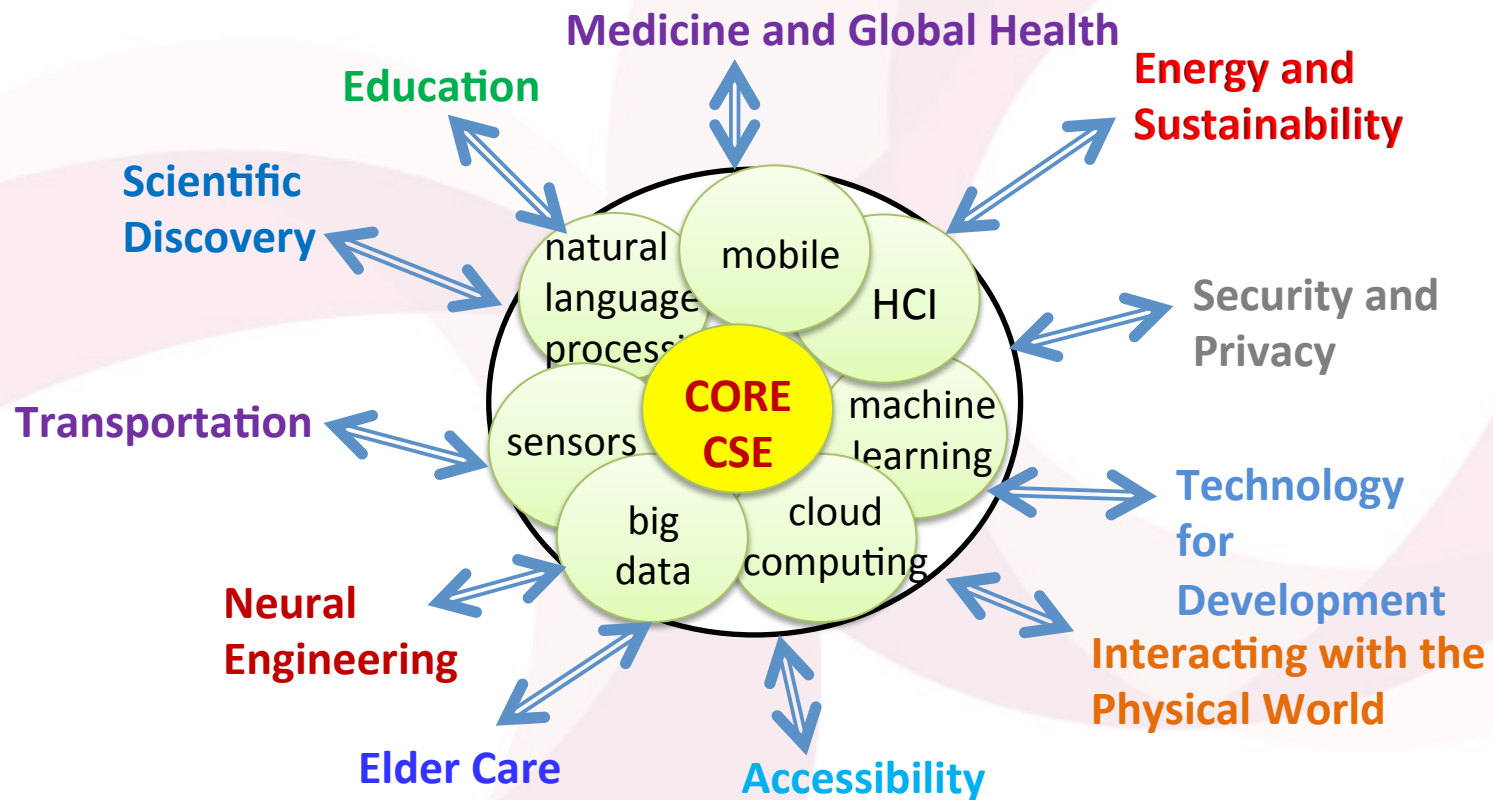 Medicine and Global Health
Education
Energy and
Sustainability
Scientific
Discovery
natural
language
processi
mobile
HCI
Security and
Privacy
CORE
CSE
machine
learning
Transportation
sensors
big
data
cloud
computing
Technology
for
Development
Neural
Engineering
Interacting with the
Physical World
Elder Care
Accessibility